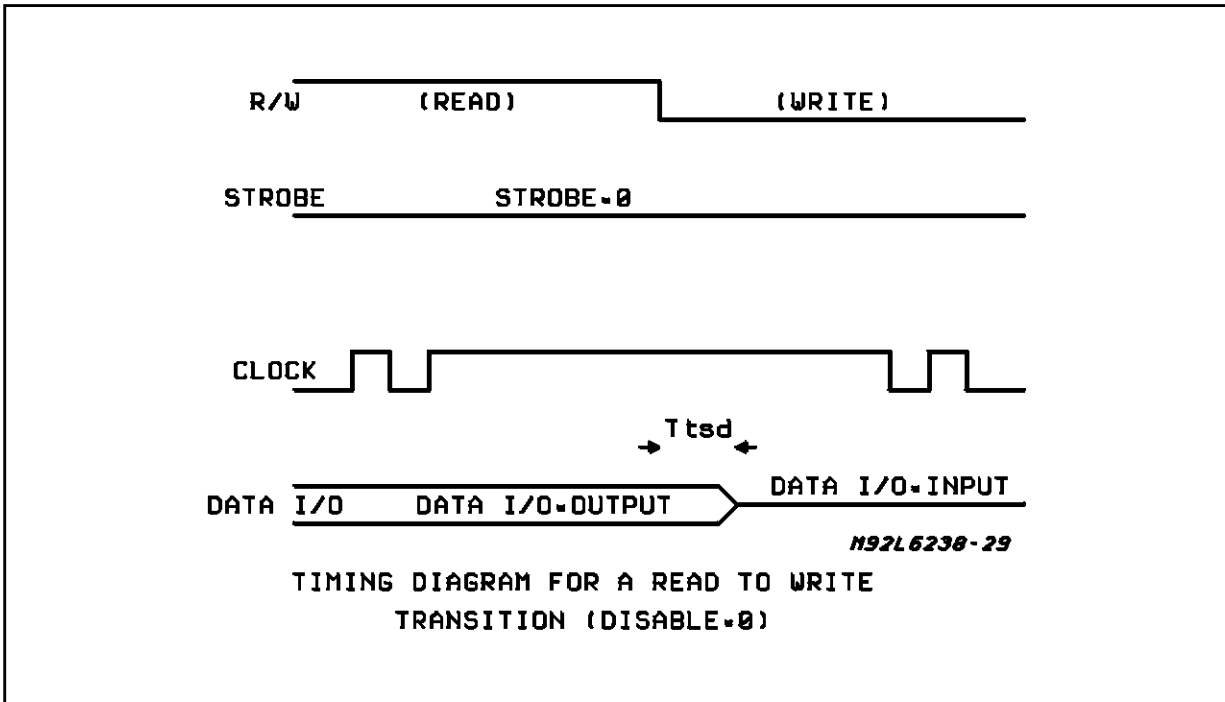 R/W (READ) (WRITE)
STROBE STROBE=0
CLOCK
Ttsd
DATA I/O DATA I/O=OUTPUT DATA I/O=INPUT
M92L6238-29
TIMING DIAGRAM FOR A READ TO WRITE
TRANSITION (DISABLE=0)